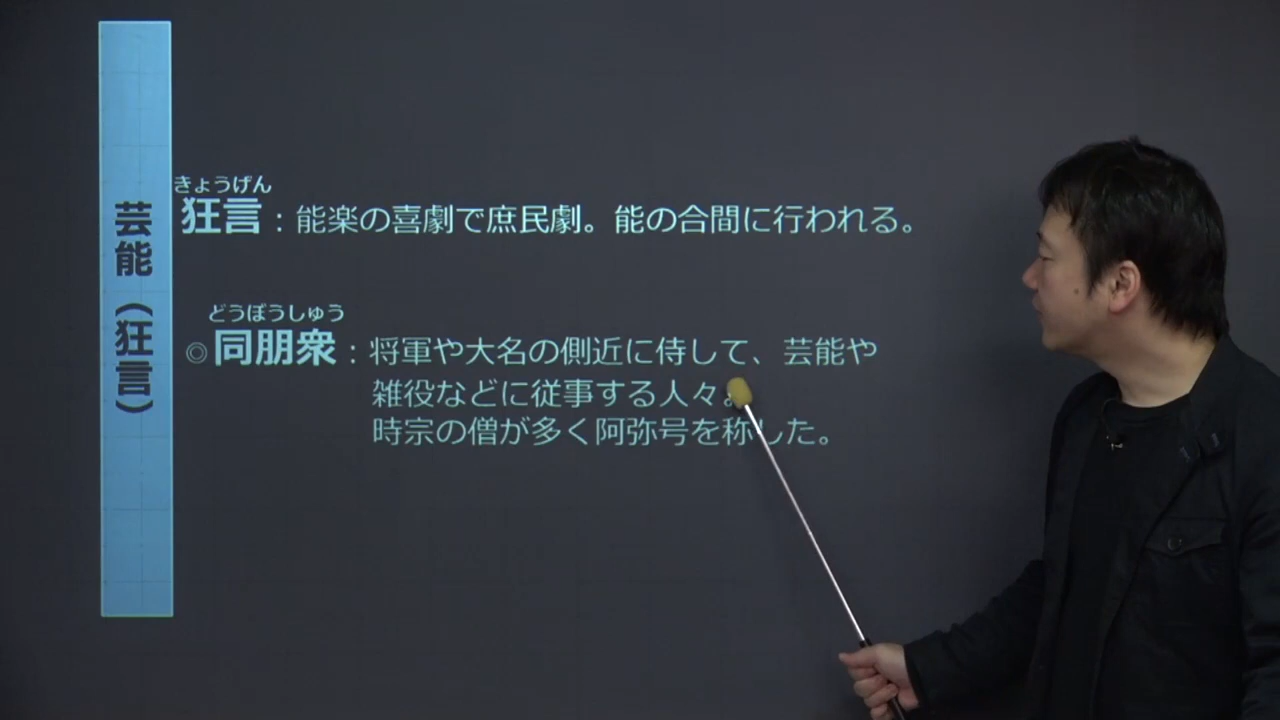 芸能（狂言）
きょうげん
狂言：能楽の喜劇で庶民劇。能の合間に行われる。
どうぼうしゅう
◎同朋衆：将軍や大名の側近に侍して、芸能や
雑役などに従事する人々。
時宗の僧が多く阿弥号を称した。